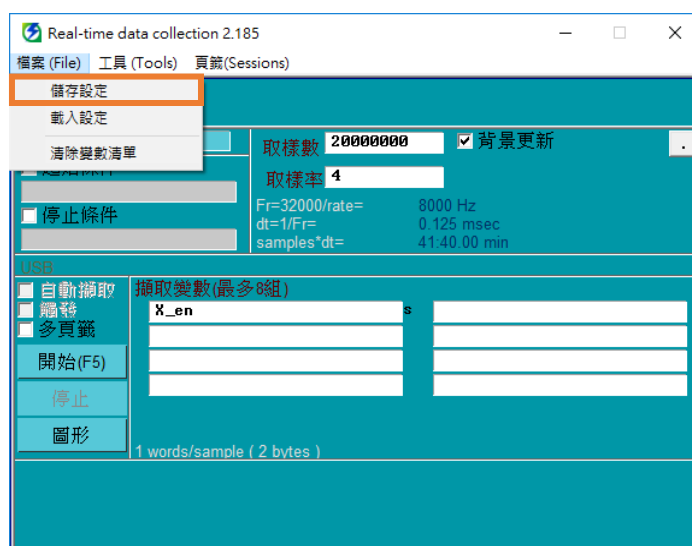 Real-time data collection 2.185
檔案 (File) 工具 (Tools) 頁籤(Sessions)
儲存設定
載入設定
清除變數清單
取樣數 20000000 背景更新 .
取樣率 4
Fr=32000/rate= 8000 Hz
dt=1/Fr= 0.125 msec
samples*dt= 41:40.00 min
停止條件
USB
自動擷取 擷取變數(最多8組)
觸發 X_en s
多頁籤
開始(F5)
停止
圖形
1 words/sample ( 2 bytes )